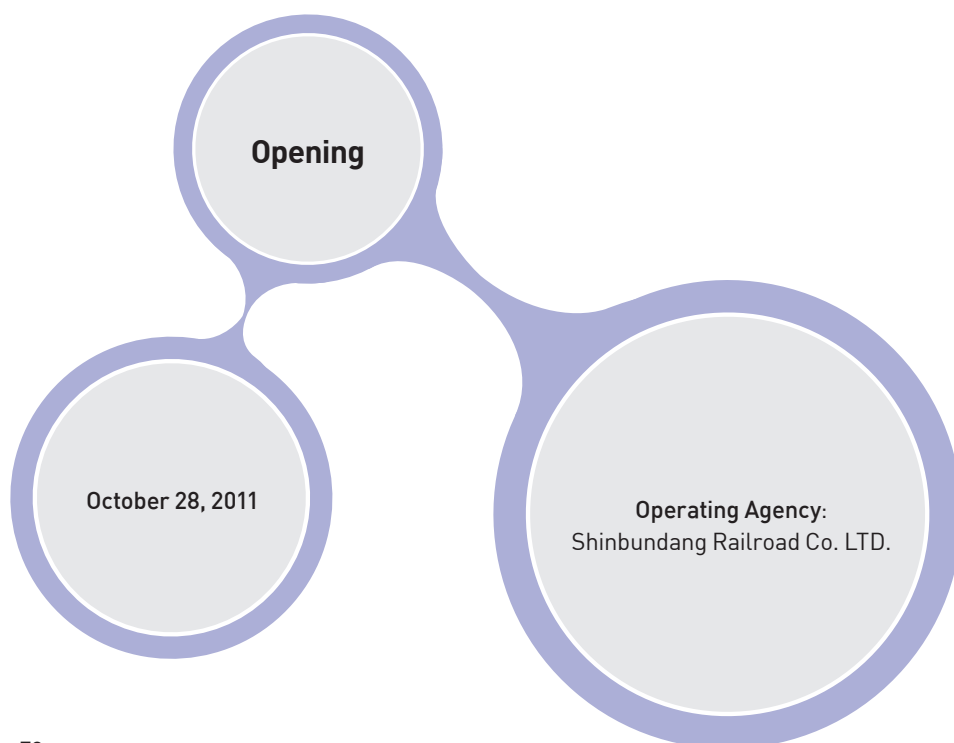 Opening
October 28, 2011
Operating Agency:
Shinbundang Railroad Co. LTD.